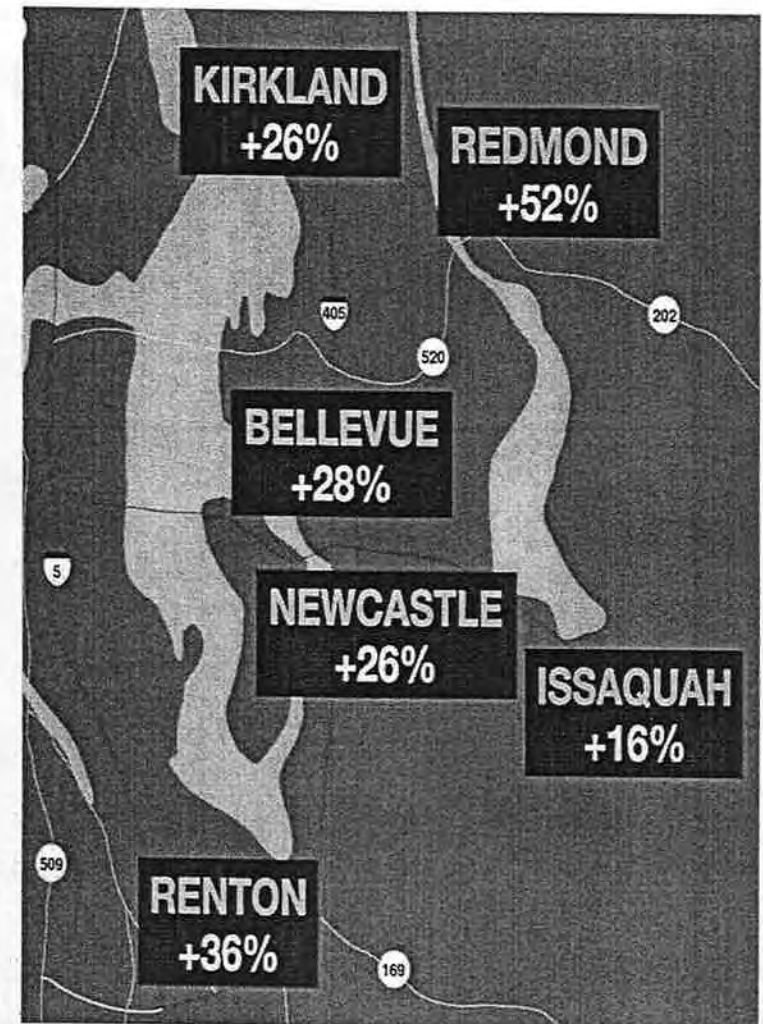 KIRKLAND
+26%
REDMOND
+52%
405
202
520
BELLEVUE
+28%
5
NEWCASTLE
+26%
ISSAQUAH
+16%
509
RENTON
+36%
169